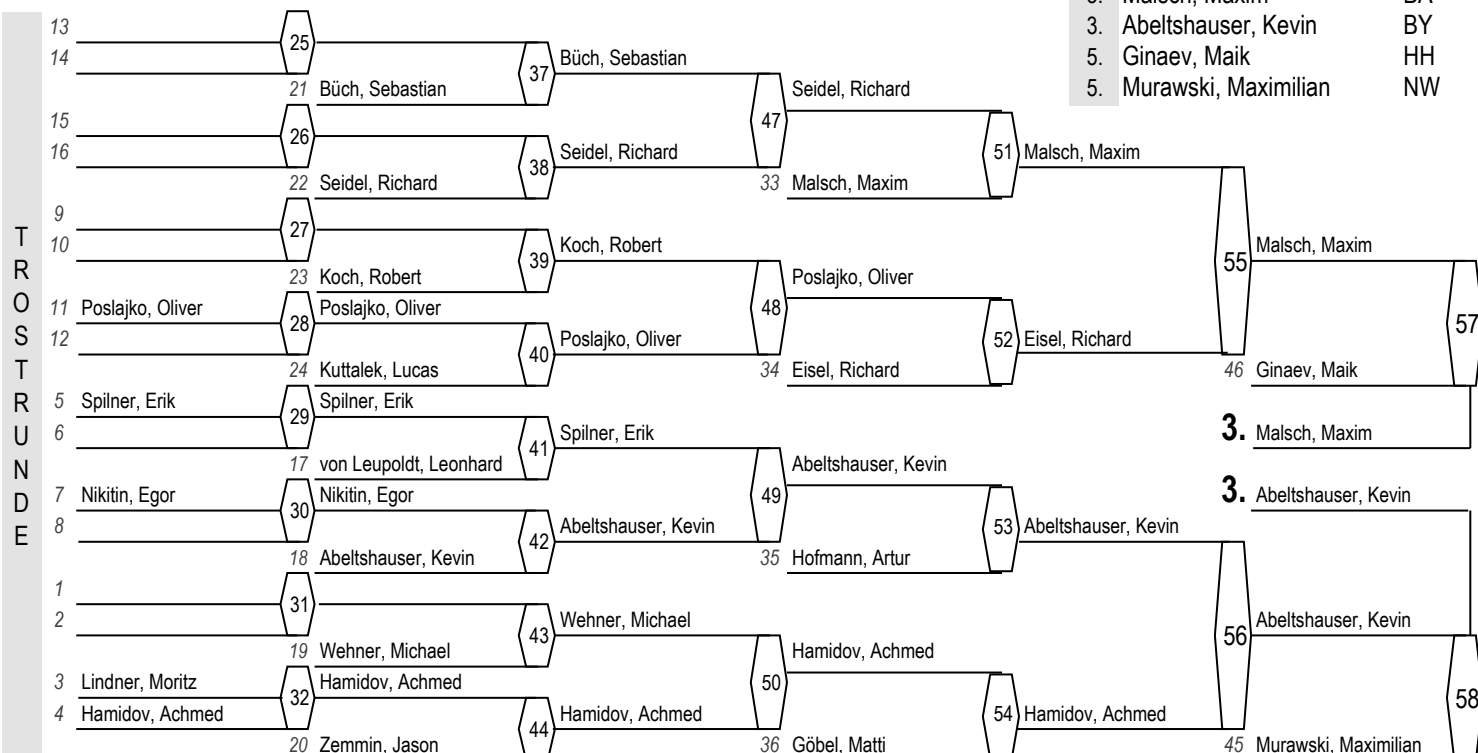 3. Malsch, Maxim BA
3. Abeltshauser, Kevin BY
5. Ginaev, Maik HH
5. Murawski, Maximilian NW
TROSTRUNDE
13
25
14
37 Büch, Sebastian
21 Büch, Sebastian
Seidel, Richard
15
47
26
16
38 Seidel, Richard
51 Malsch, Maxim
22 Seidel, Richard
33 Malsch, Maxim
9
27
10
39 Koch, Robert
55 Malsch, Maxim
23 Koch, Robert
Poslajko, Oliver
11 Poslajko, Oliver
28 Poslajko, Oliver
48
57
12
40 Poslajko, Oliver
52 Eisel, Richard
24 Kuttalek, Lucas
34 Eisel, Richard
46 Ginaev, Maik
5 Spilner, Erik
29 Spilner, Erik
6
41 Spilner, Erik
3. Malsch, Maxim
17 von Leupoldt, Leonhard
Abeltshauser, Kevin
7 Nikitin, Egor
30 Nikitin, Egor
49
3. Abeltshauser, Kevin
8
42 Abeltshauser, Kevin
53 Abeltshauser, Kevin
18 Abeltshauser, Kevin
35 Hofmann, Artur
1
31
2
43 Wehner, Michael
56 Abeltshauser, Kevin
19 Wehner, Michael
Hamidov, Achmed
3 Lindner, Moritz
32 Hamidov, Achmed
50
58
4 Hamidov, Achmed
44 Hamidov, Achmed
54 Hamidov, Achmed
20 Zemmin, Jason
36 Göbel, Matti
45 Murawski, Maximilian